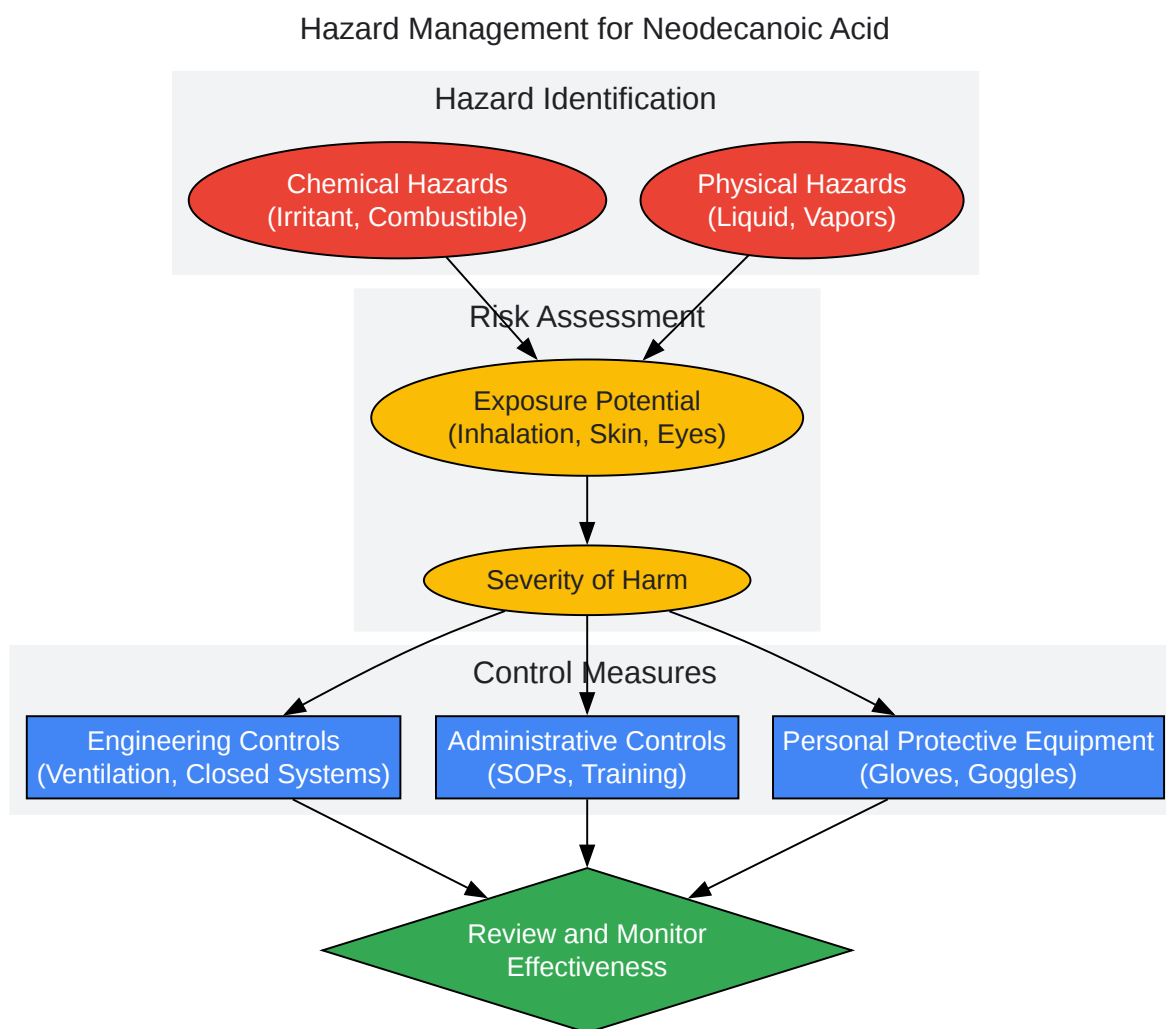 Hazard Management for Neodecanoic Acid
Hazard Identification
Chemical Hazards
(Irritant, Combustible)
Physical Hazards
(Liquid, Vapors)
Risk Assessment
Exposure Potential
(Inhalation, Skin, Eyes)
Severity of Harm
Control Measures
Engineering Controls
(Ventilation, Closed Systems)
Administrative Controls
(SOPs, Training)
Personal Protective Equipment
(Gloves, Goggles)
Review and Monitor
Effectiveness